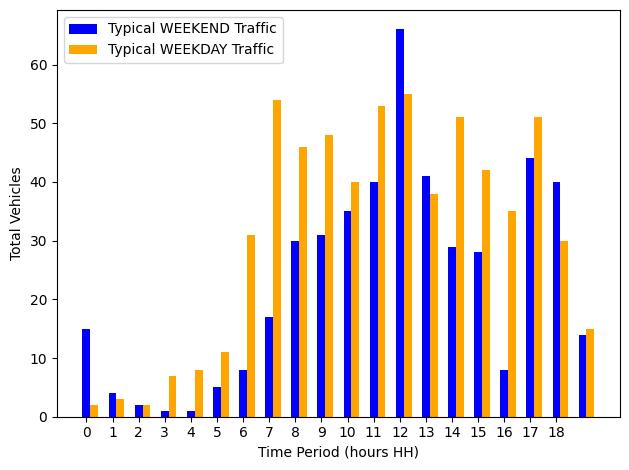 Typical WEEKEND Traffic
Typical WEEKDAY Traffic
60
50
40
30
20
10
0
Total Vehicles
0 1 2 3 4 5 6 7 8 9 10 11 12 13 14 15 16 17 18
Time Period (hours HH)